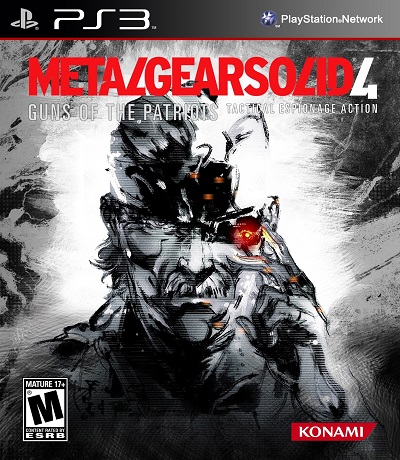 PS3
PlayStation®Network
METAL GEAR SOLID 4
GUNS OF THE PATRIOTS TACTICAL ESPIONAGE ACTION
MATURE 17+
M
CONTENT RATED BY
ESRB
KONAMI